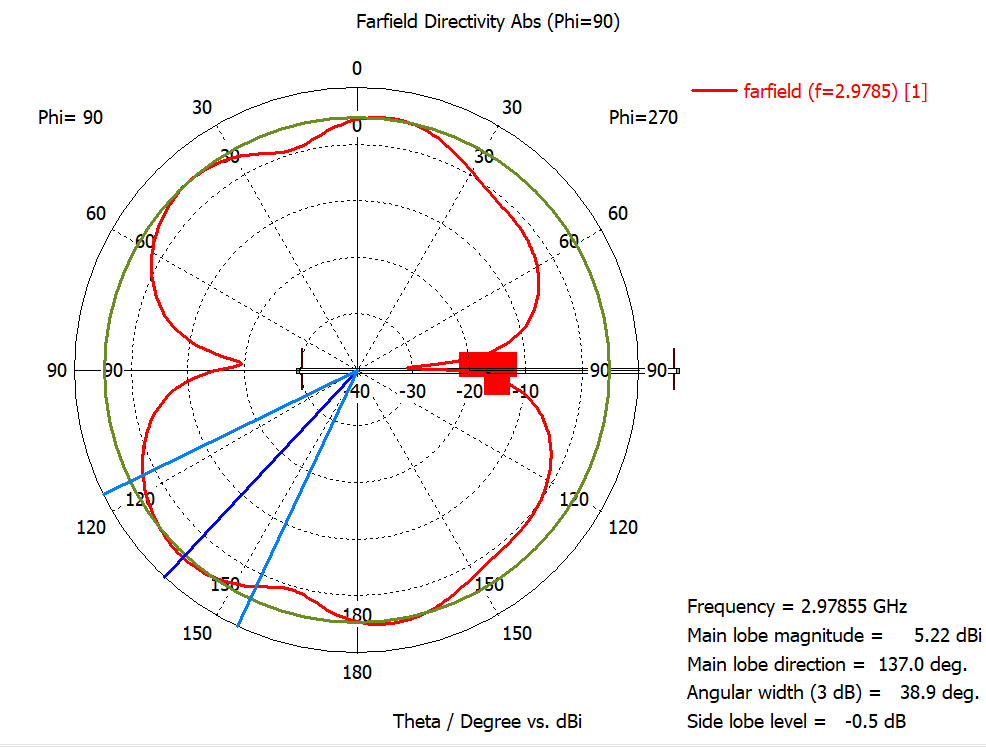 Farfield Directivity Abs (Phi=90)
0
farfield (f=2.9785) [1]
30
30
Phi= 90
Phi=270
0
30
30
60
60
60
60
90
90
90
90
-40
-30
-20
-10
120
120
120
120
150
150
180
150
150
180
Frequency = 2.97855 GHz
Main lobe magnitude = 5.22 dBi
Main lobe direction = 137.0 deg.
Angular width (3 dB) = 38.9 deg.
Side lobe level = -0.5 dB
Theta / Degree vs. dBi